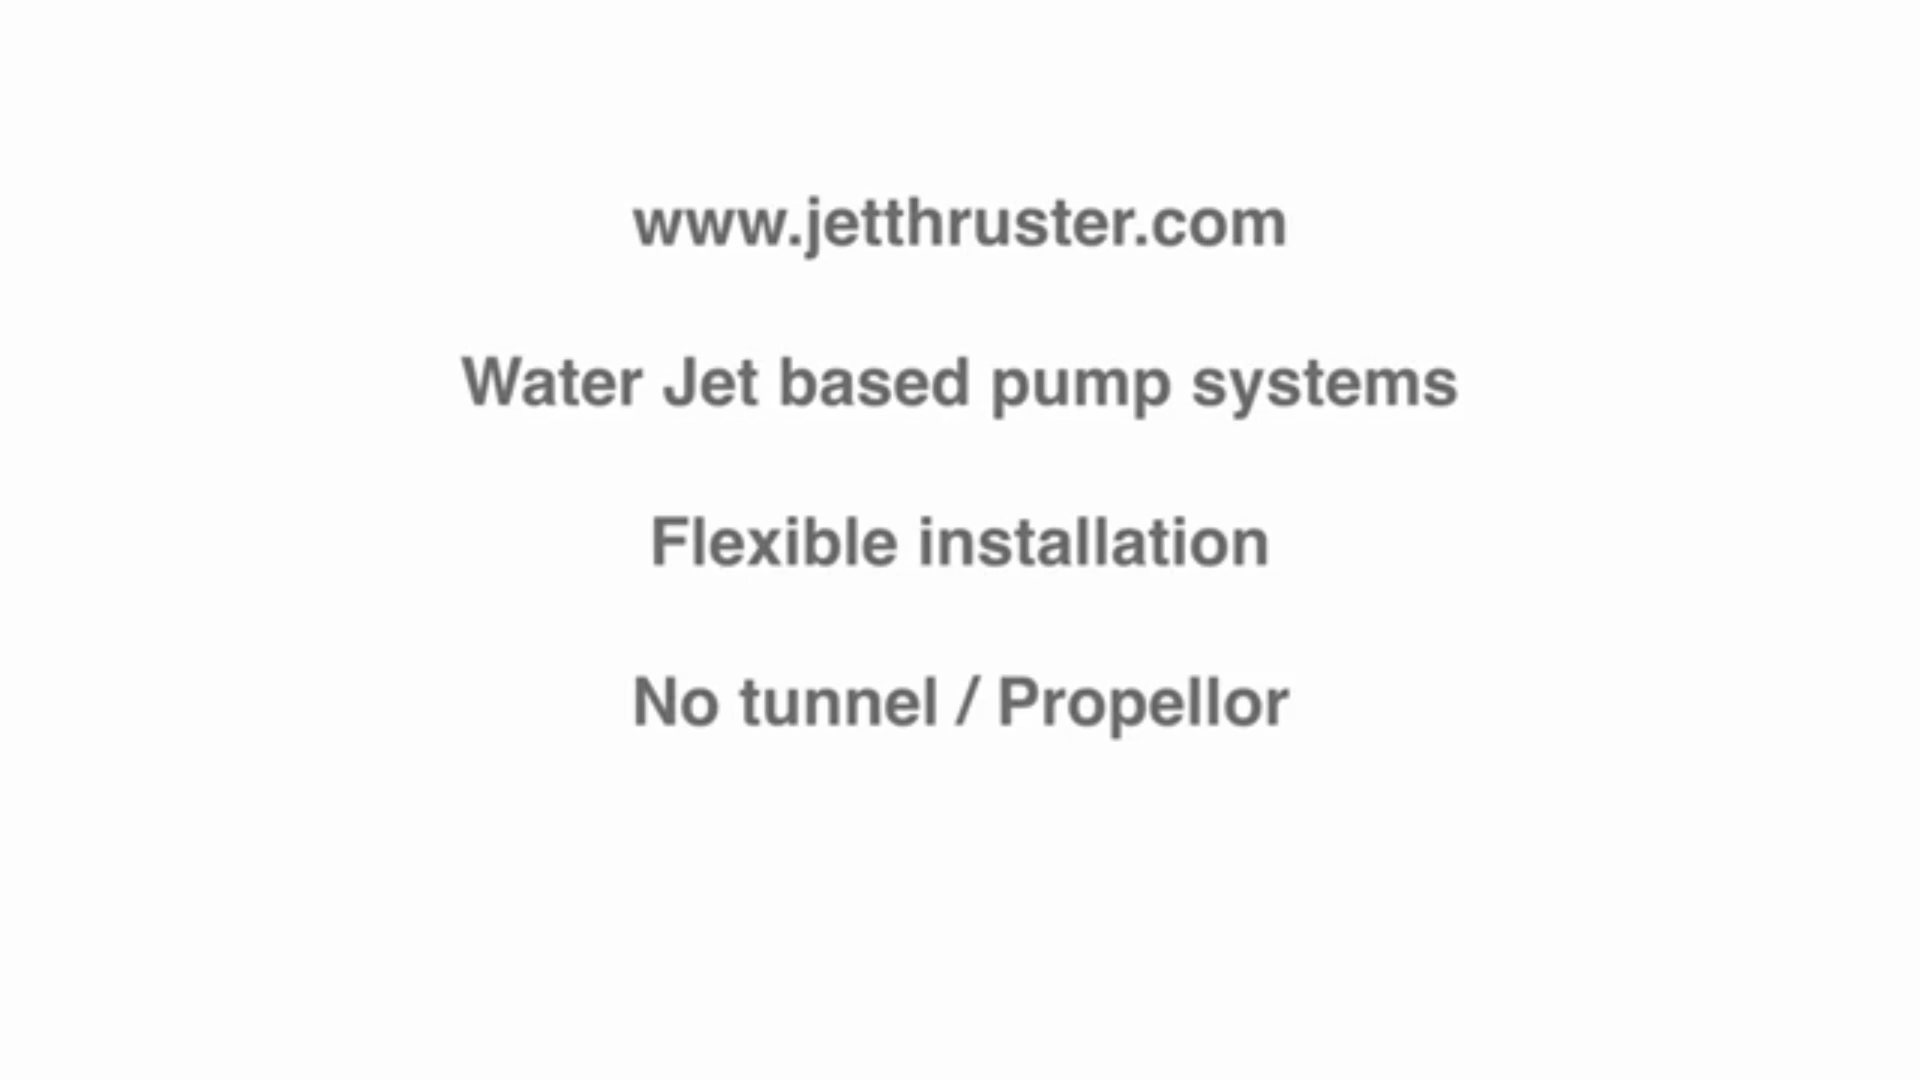 www.jetthruster.com
Water Jet based pump systems
Flexible installation
No tunnel / Propellor